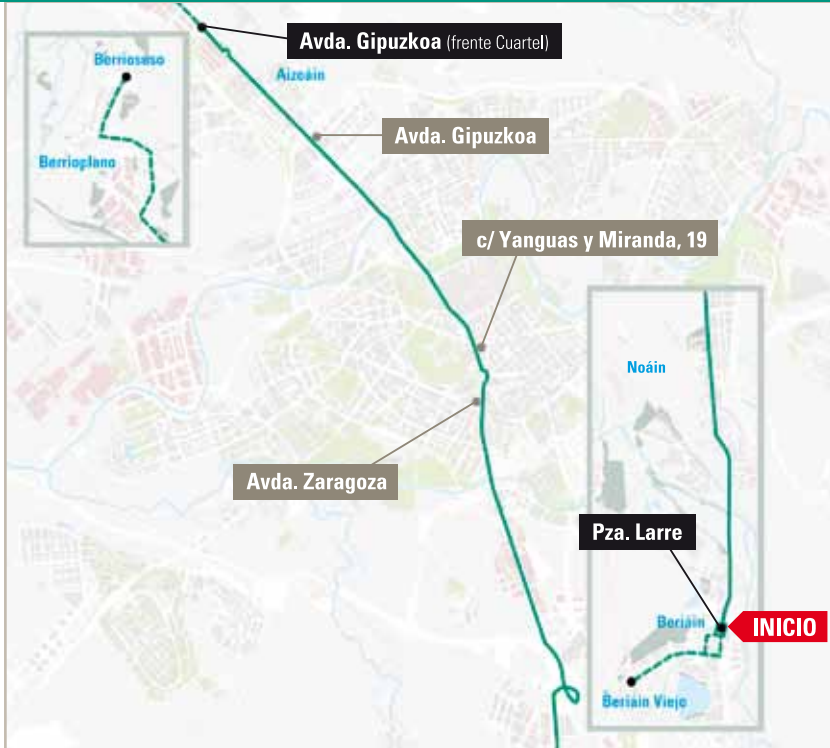 Avda. Gipuzkoa (frente Cuartel)
Berriosuso
Aizoáin
Avda. Gipuzkoa
Berrioplano
c/ Yanguas y Miranda, 19
Noáin
Avda. Zaragoza
Pza. Larre
Beriáin
INICIO
Beriáin Viejo